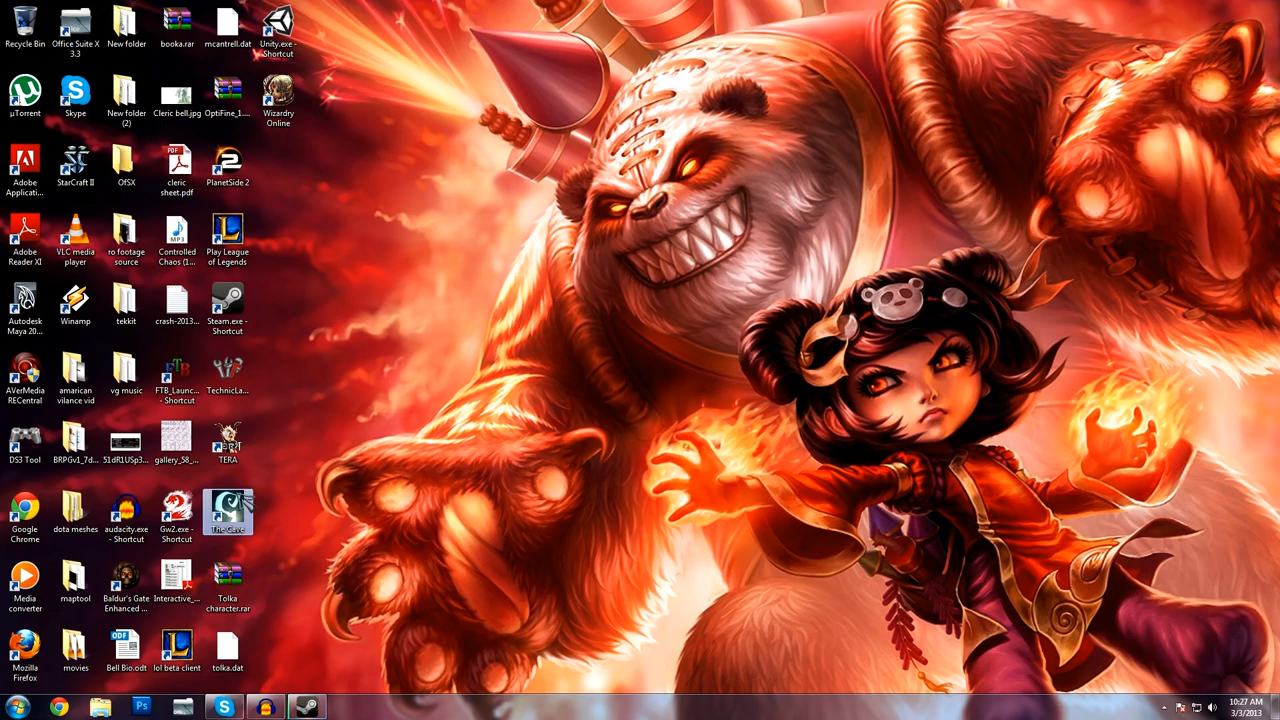 Recycle Bin
Office Suite X
3.3
New folder
booka.rar
mcantrell.dat
Unity.exe -
Shortcut
µTorrent
Skype
New folder
(2)
Cleric bell.jpg
OptiFine_1....
Wizardry
Online
Adobe
Applicati...
StarCraft II
OfSX
PDF
cleric
sheet.pdf
2
PlanetSide 2
Adobe
Reader XI
VLC media
player
ro footage
source
MP3
Controlled
Chaos (1...
L
Play League
of Legends
Autodesk
Maya 20...
Winamp
tekkit
crash-2013...
Steam.exe -
Shortcut
AVerMedia
RECentral
amarican
vilance vid
vg music
FTB
FTB_Launc...
- Shortcut
TechnicLa...
DS3 Tool
BRPGv1_7d...
51dR1USp3...
gallery_58_...
TERA
Google
Chrome
dota meshes
audacity.exe
- Shortcut
Gw2.exe -
Shortcut
The Cave
Media
converter
maptool
Baldur's Gate
Enhanced ...
Interactive_...
Tolka
character.rar
Mozilla
Firefox
movies
ODF
Bell Bio.odt
L
lol beta client
tolka.dat
Ps
S
10:27 AM
3/3/2013